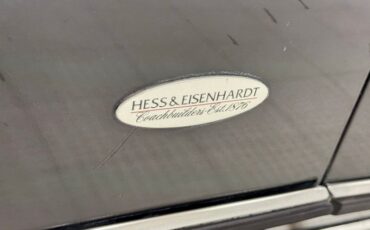 HESS & EISENHARDT
Coachbuilders Est. 1876